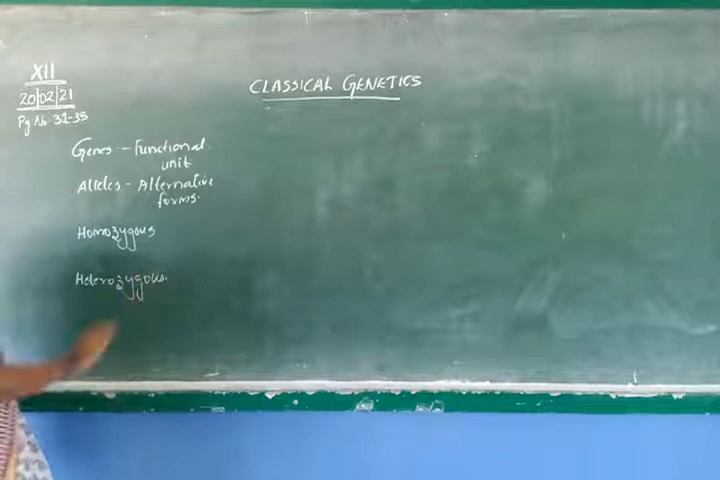 XII
20/02/21
Pg No. 31-35
CLASSICAL GENETICS
Genes - Functional
unit
Alleles - Alternative
forms.
Homozygous
Heterozygous.